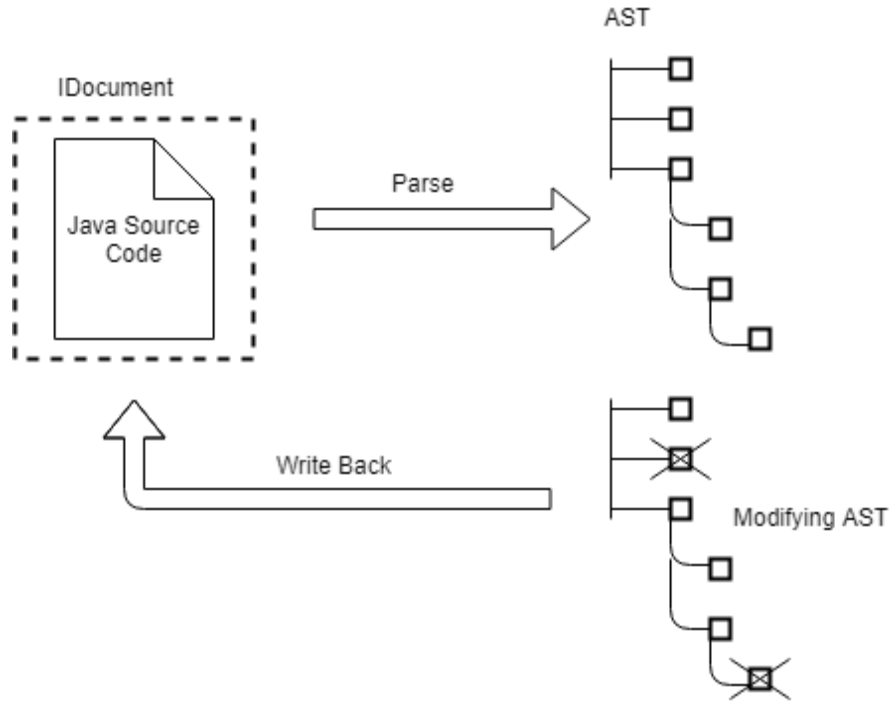 AST
IDocument
Parse
Java Source
Code
Write Back
Modifying AST